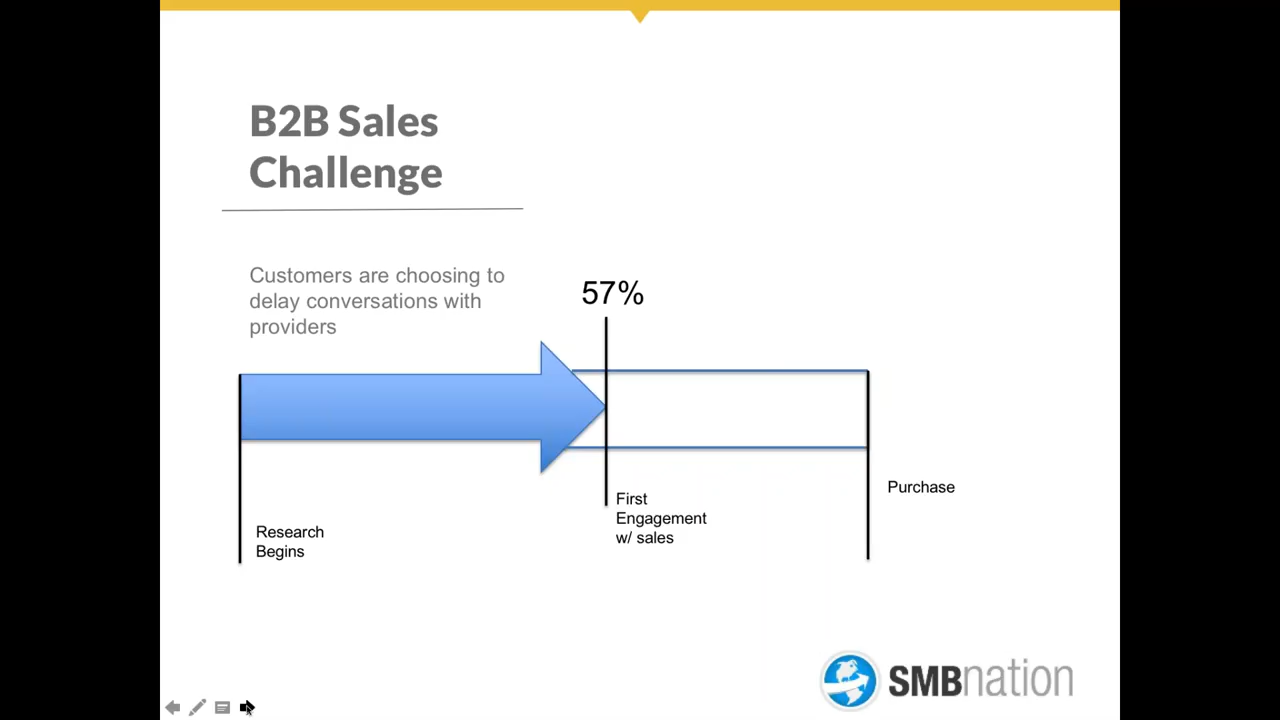 B2B Sales
Challenge
Customers are choosing to
delay conversations with
providers
57%
First
Engagement
w/ sales
Purchase
Research
Begins
SMBnation